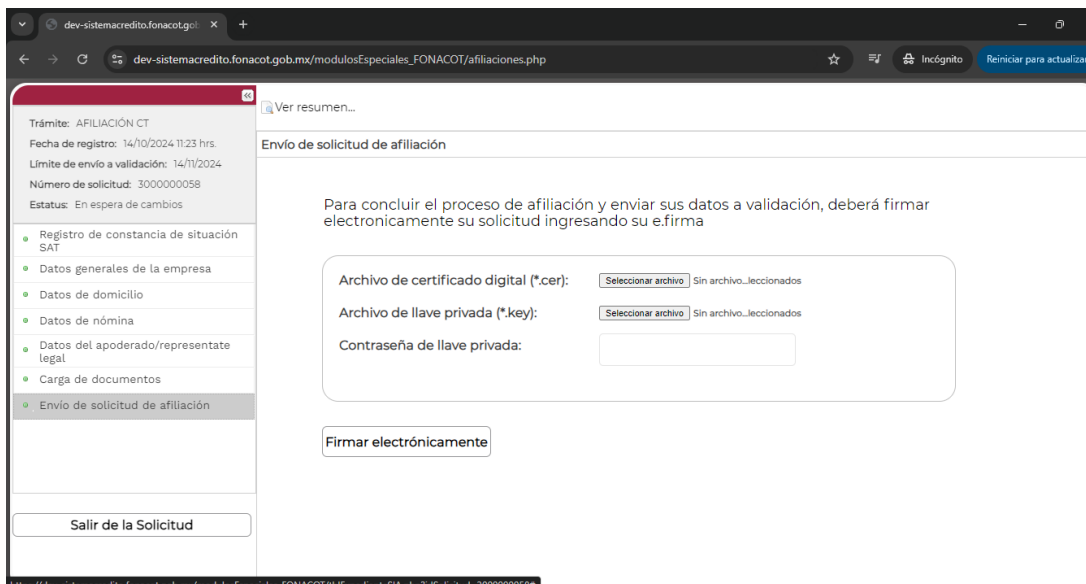 dev-sistemacredito.fonacot.gob
dev-sistemacredito.fonacot.gob.mx/modulosEspeciales_FONACOT/afiliaciones.php
Incógnito
Reiniciar para actualizar
Trámite: AFILIACIÓN CT
Fecha de registro: 14/10/2024 11:23 hrs.
Límite de envío a validación: 14/11/2024
Número de solicitud: 3000000058
Estatus: En espera de cambios
Registro de constancia de situación
SAT
Datos generales de la empresa
Datos de domicilio
Datos de nómina
Datos del apoderado/representate
legal
Carga de documentos
Envío de solicitud de afiliación
Salir de la Solicitud
Ver resumen...
Envío de solicitud de afiliación
Para concluir el proceso de afiliación y enviar sus datos a validación, deberá firmar
electronicamente su solicitud ingresando su e.firma
Archivo de certificado digital (*.cer): Seleccionar archivo Sin archivo...leccionados
Archivo de llave privada (*.key): Seleccionar archivo Sin archivo...leccionados
Contraseña de llave privada:
Firmar electrónicamente